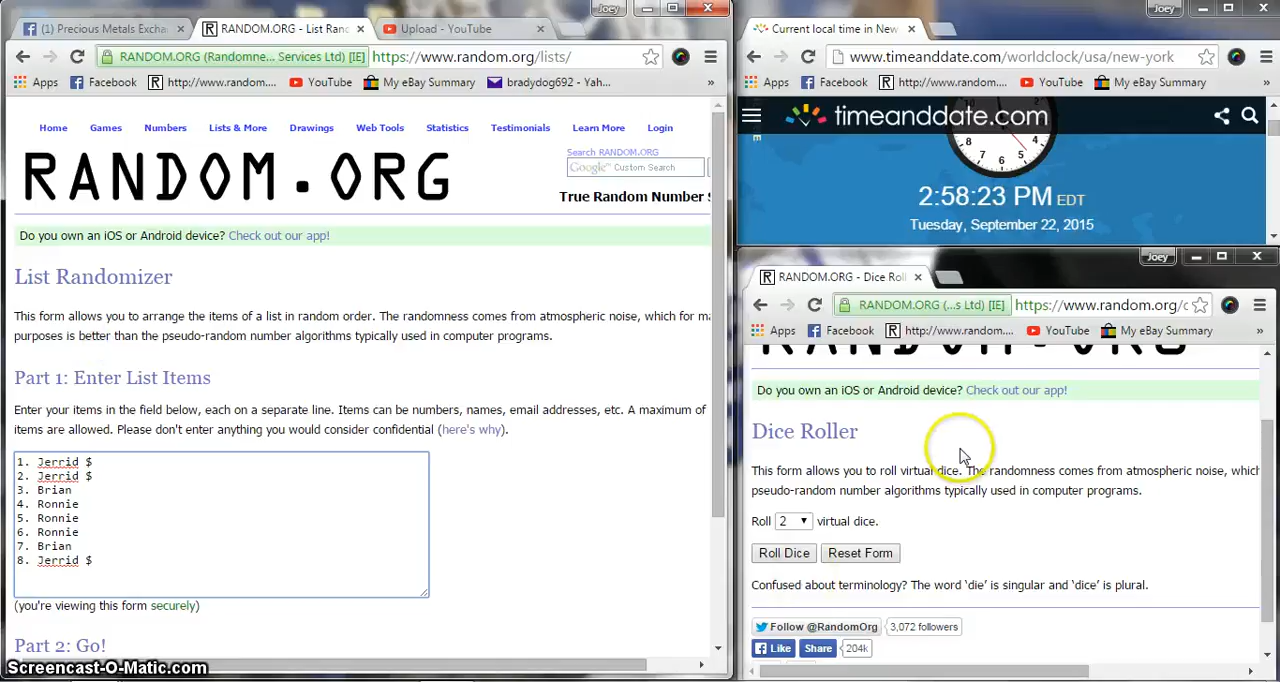 (1) Precious Metals Excha
RANDOM.ORG - List Ran
Upload - YouTube
Joey
RANDOM.ORG (Randomne... Services Ltd) [IE]
https://www.random.org/lists/
Apps
Facebook
http://www.random....
YouTube
My eBay Summary
bradydog692 - Yah...
»
Home
Games
Numbers
Lists & More
Drawings
Web Tools
Statistics
Testimonials
Learn More
Login
RANDOM.ORG
Search RANDOM.ORG
Google™ Custom Search
True Random Number S
Do you own an iOS or Android device? Check out our app!
List Randomizer
This form allows you to arrange the items of a list in random order. The randomness comes from atmospheric noise, which for ma
purposes is better than the pseudo-random number algorithms typically used in computer programs.
Part 1: Enter List Items
Enter your items in the field below, each on a separate line. Items can be numbers, names, email addresses, etc. A maximum of
items are allowed. Please don't enter anything you would consider confidential (here's why).
1. Jerrid $
2. Jerrid $
3. Brian
4. Ronnie
5. Ronnie
6. Ronnie
7. Brian
8. Jerrid $
(you're viewing this form securely)
Part 2: Go!
Screencast-O-Matic.com
Current local time in New
Joey
www.timeanddate.com/worldclock/usa/new-york
Apps
Facebook
http://www.random....
YouTube
My eBay Summary
»
timeanddate.com
8 7 6 5 4
2:58:23 PM EDT
Tuesday, September 22, 2015
RANDOM.ORG - Dice Roll
Joey
RANDOM.ORG (...s Ltd) [IE]
https://www.random.org/c
Apps
Facebook
http://www.random....
YouTube
My eBay Summary
»
RANDOM.ORG
Do you own an iOS or Android device? Check out our app!
Dice Roller
This form allows you to roll virtual dice. The randomness comes from atmospheric noise, which
pseudo-random number algorithms typically used in computer programs.
Roll 2 virtual dice.
Roll Dice
Reset Form
Confused about terminology? The word 'die' is singular and 'dice' is plural.
Follow @RandomOrg
3,072 followers
Like
Share
204k